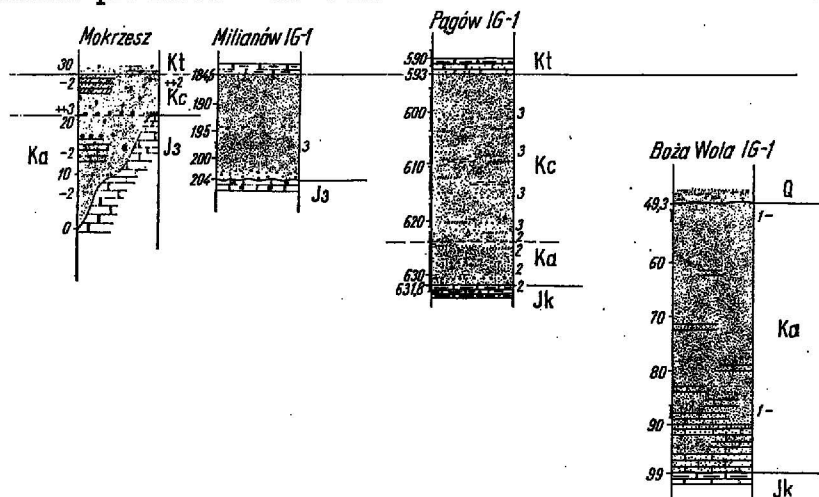 Mokrzesz
30
-2
++3
20
-2
10
-2
0
Ka
Kt
++2
Kc
J3
Milianów IG-1
184,5
190
195
200
204
3
J3
Pągów IG-1
590
593
600
610
620
630
631,8
Kt
3
3
Kc
3
3
2
2
Ka
2
2
Jk
Boża Wola IG-1
49,3
60
70
80
90
99
Q
1-
Ka
1-
Jk